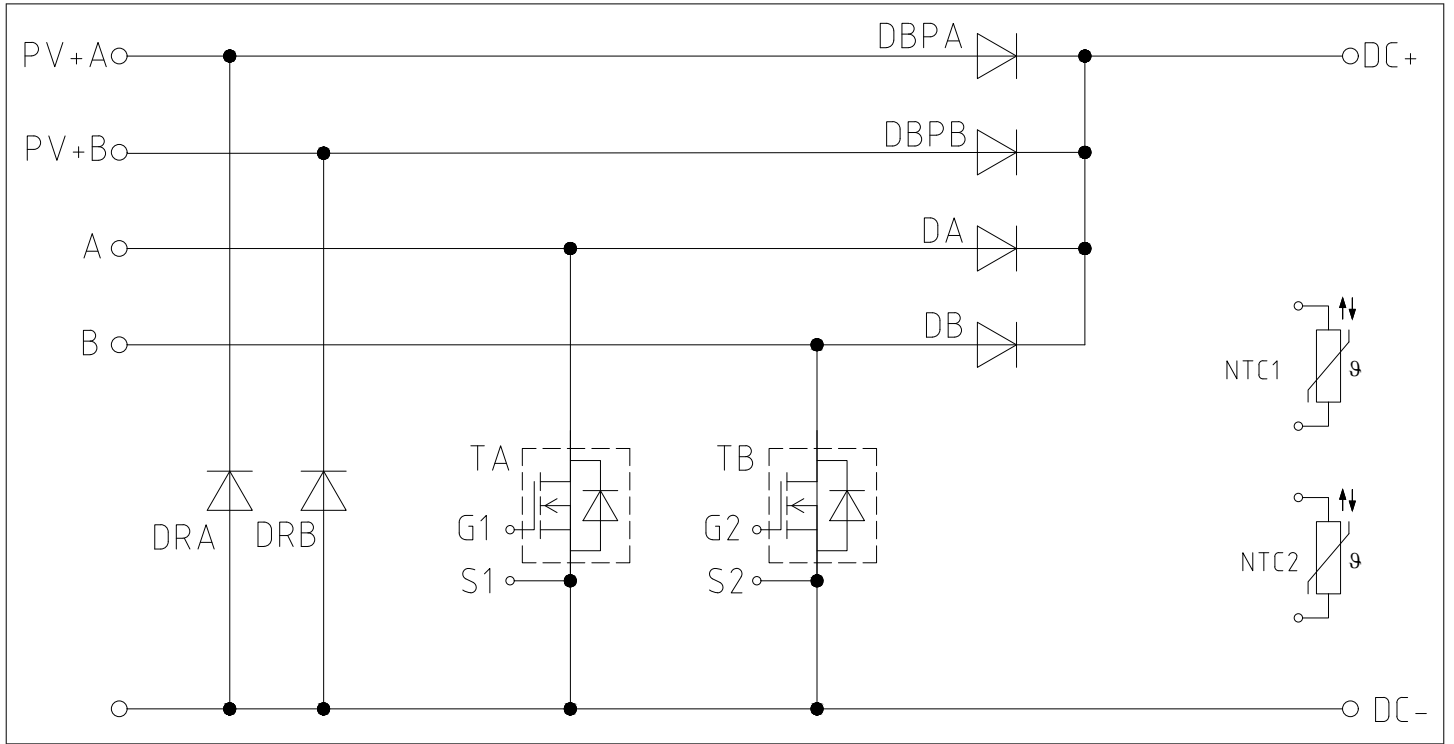 DBPA
PV+A
DC+
DBPB
PV+B
DA
A
DB
B
NTC1
ϑ
TA
TB
G1
G2
DRA
DRB
NTC2
ϑ
S1
S2
DC-